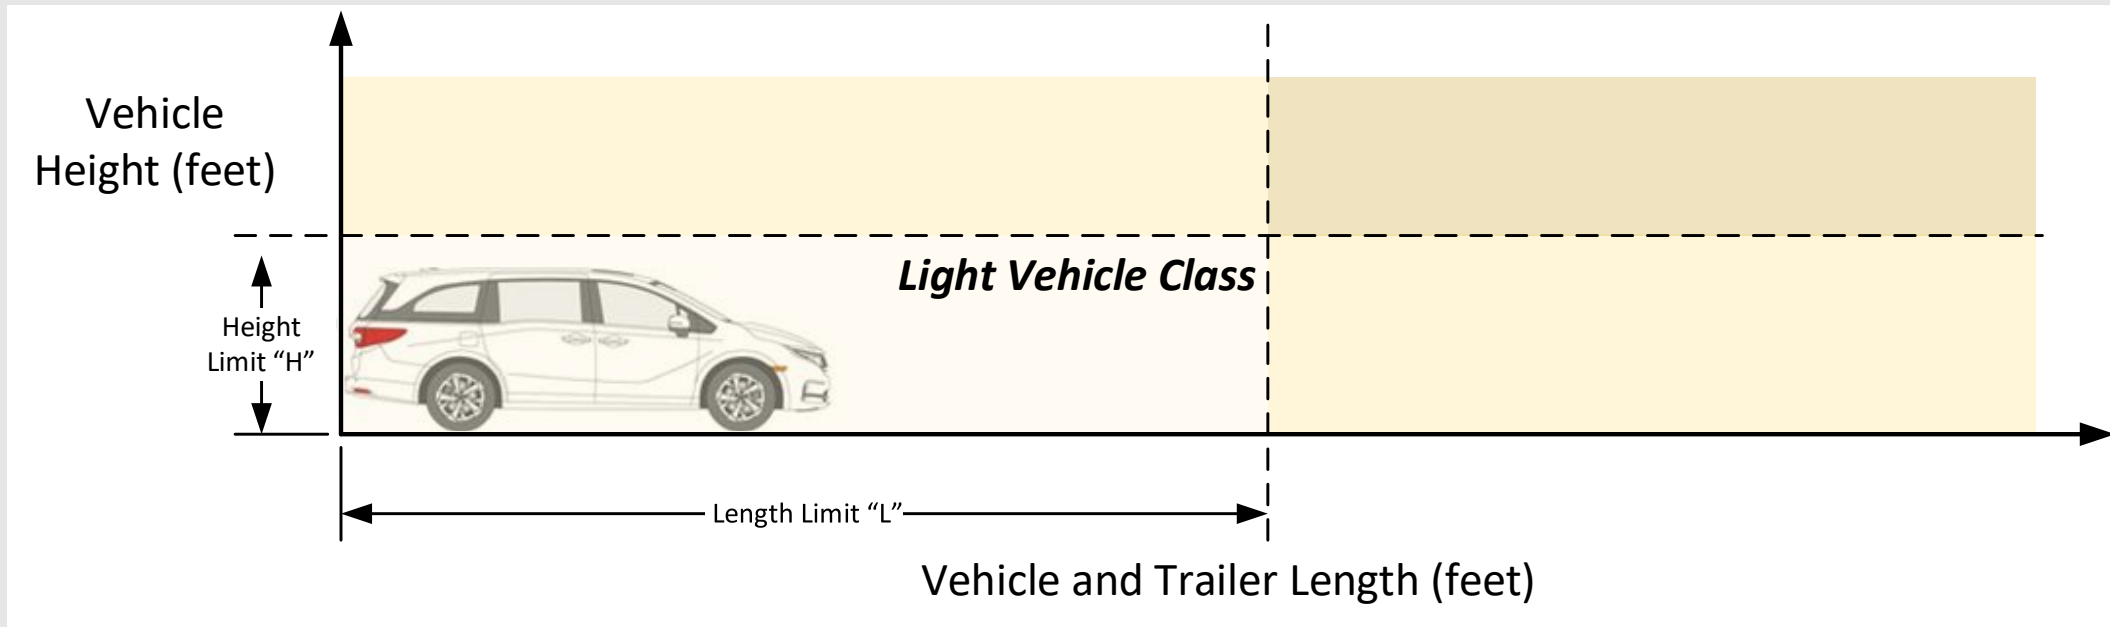 Vehicle
Height (feet)
Light Vehicle Class
Height
Limit “H”
Length Limit “L”
Vehicle and Trailer Length (feet)